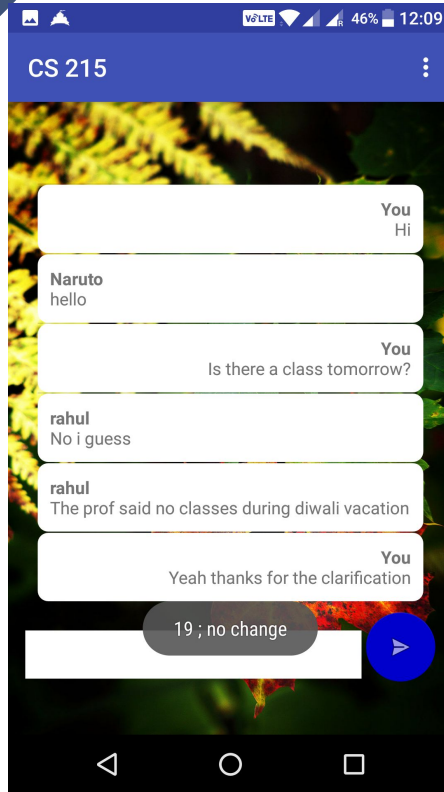 VoLTE R 46% 12:09
CS 215
You
Hi
Naruto
hello
You
Is there a class tomorrow?
rahul
No i guess
rahul
The prof said no classes during diwali vacation
You
Yeah thanks for the clarification
19 ; no change